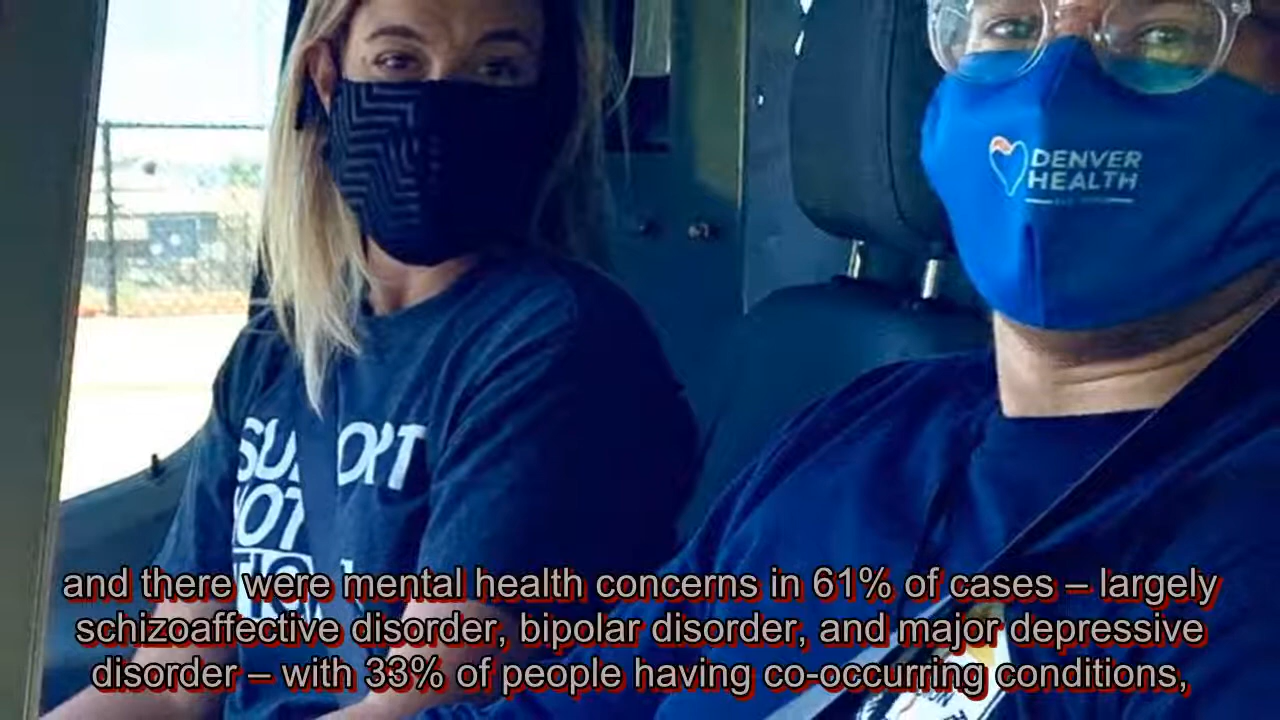 DENVER
HEALTH
and there were mental health concerns in 61% of cases – largely
schizoaffective disorder, bipolar disorder, and major depressive
disorder – with 33% of people having co-occurring conditions,